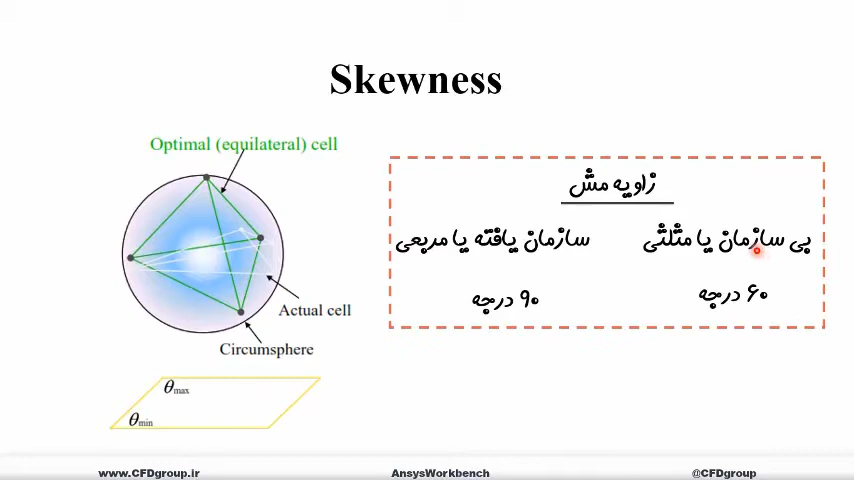 Skewness
Optimal (equilateral) cell
Actual cell
Circumsphere
θmax
θmin
زاویه مش
بی سازمان یا مثلثی
سازمان یافته یا مربعی
۶۰ درجه
۹۰ درجه
www.CFDgroup.ir
AnsysWorkbench
@CFDgroup